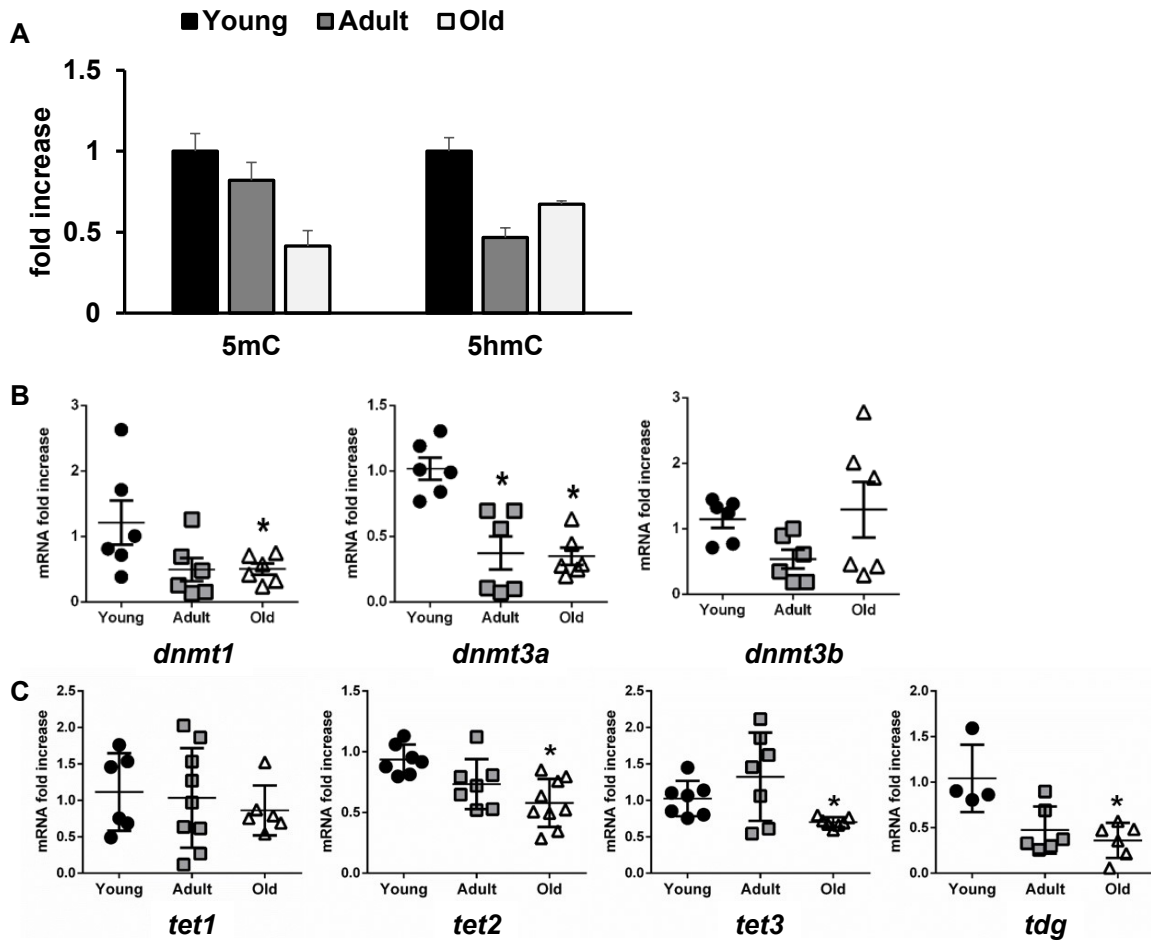 Young Adult Old
A
1.5
1
0.5
0
fold increase
5mC 5hmC
B
mRNA fold increase
3
2
1
0
Young Adult Old
dnmt1
mRNA fold increase
1.5
1.0
0.5
0.0
*
*
Young Adult Old
dnmt3a
mRNA fold increase
3
2
1
0
Young Adult Old
dnmt3b
*
C
mRNA fold increase
2.5
2.0
1.5
1.0
0.5
0.0
Young Adult Old
tet1
mRNA fold increase
1.5
1.0
0.5
0.0
*
Young Adult Old
tet2
mRNA fold increase
2.5
2.0
1.5
1.0
0.5
0.0
*
Young Adult Old
tet3
mRNA fold increase
2.0
1.5
1.0
0.5
0.0
*
Young Adult Old
tdg